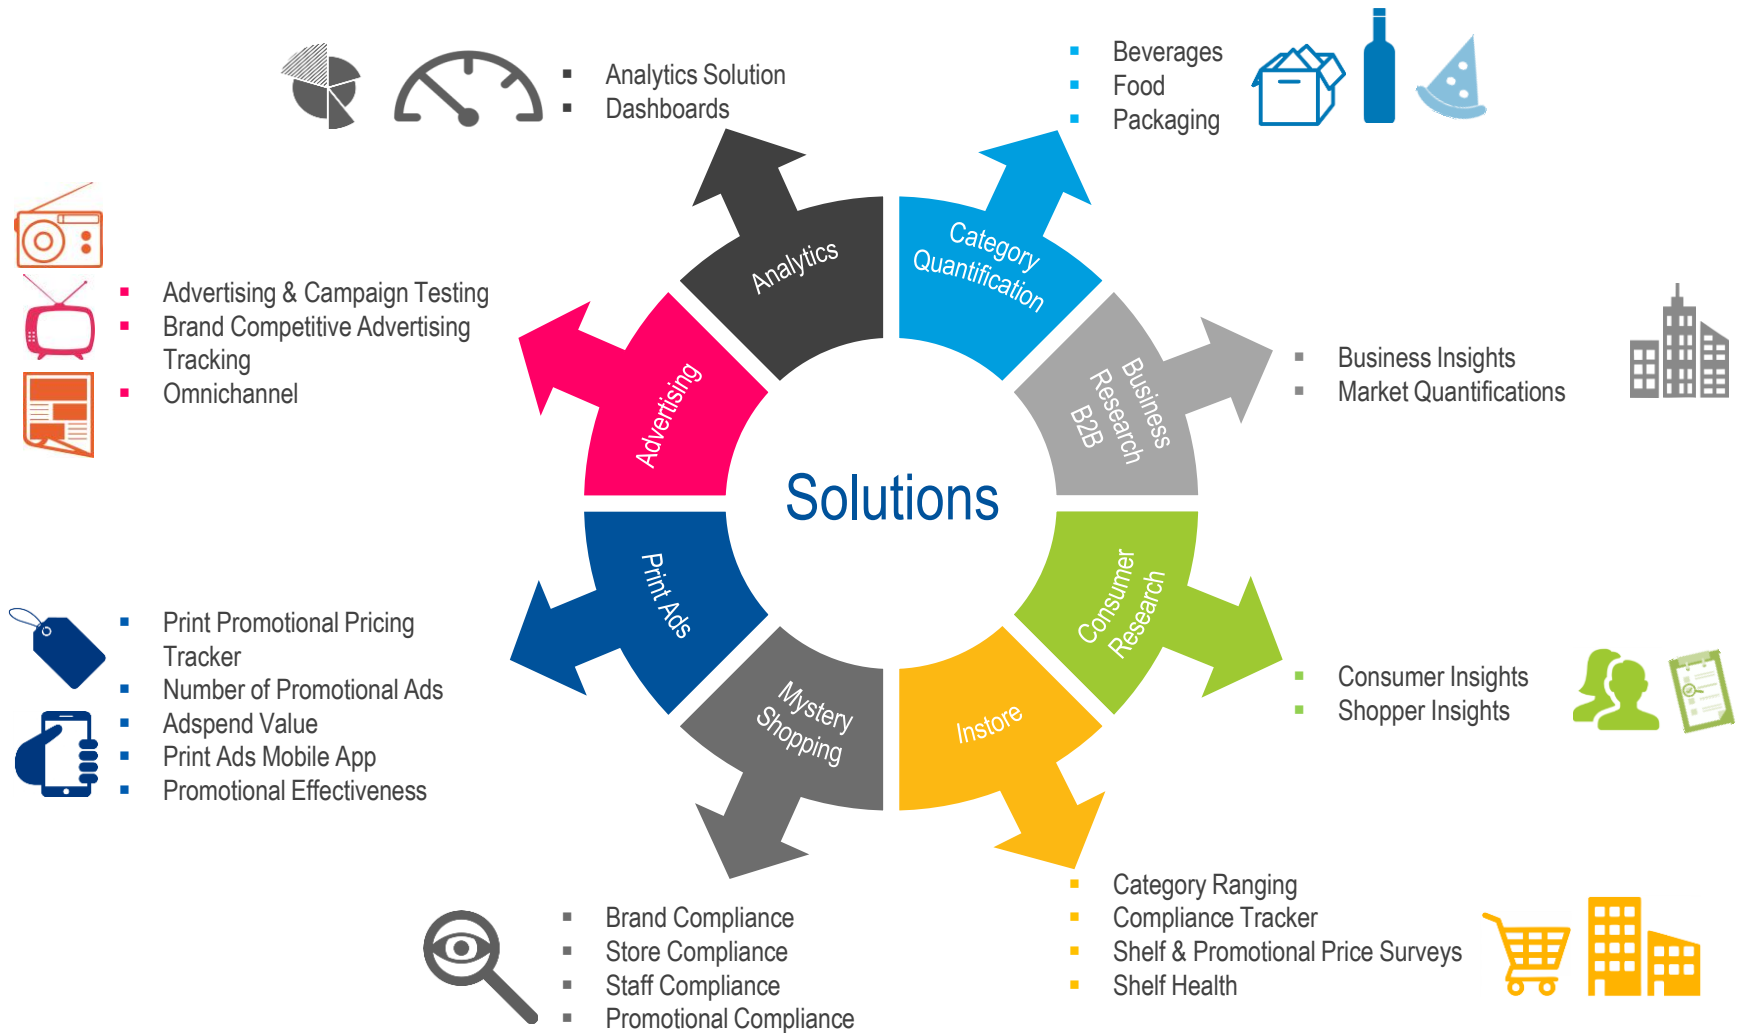 Analytics Solution
Dashboards
Beverages
Food
Packaging
Analytics
Category
Quantification
Advertising & Campaign Testing
Brand Competitive Advertising
Tracking
Omnichannel
Advertising
Business
Research
B2B
Business Insights
Market Quantifications
Solutions
Print Ads
Consumer
Research
Print Promotional Pricing
Tracker
Number of Promotional Ads
Adspend Value
Print Ads Mobile App
Promotional Effectiveness
Mystery
Shopping
Instore
Consumer Insights
Shopper Insights
Brand Compliance
Store Compliance
Staff Compliance
Promotional Compliance
Category Ranging
Compliance Tracker
Shelf & Promotional Price Surveys
Shelf Health